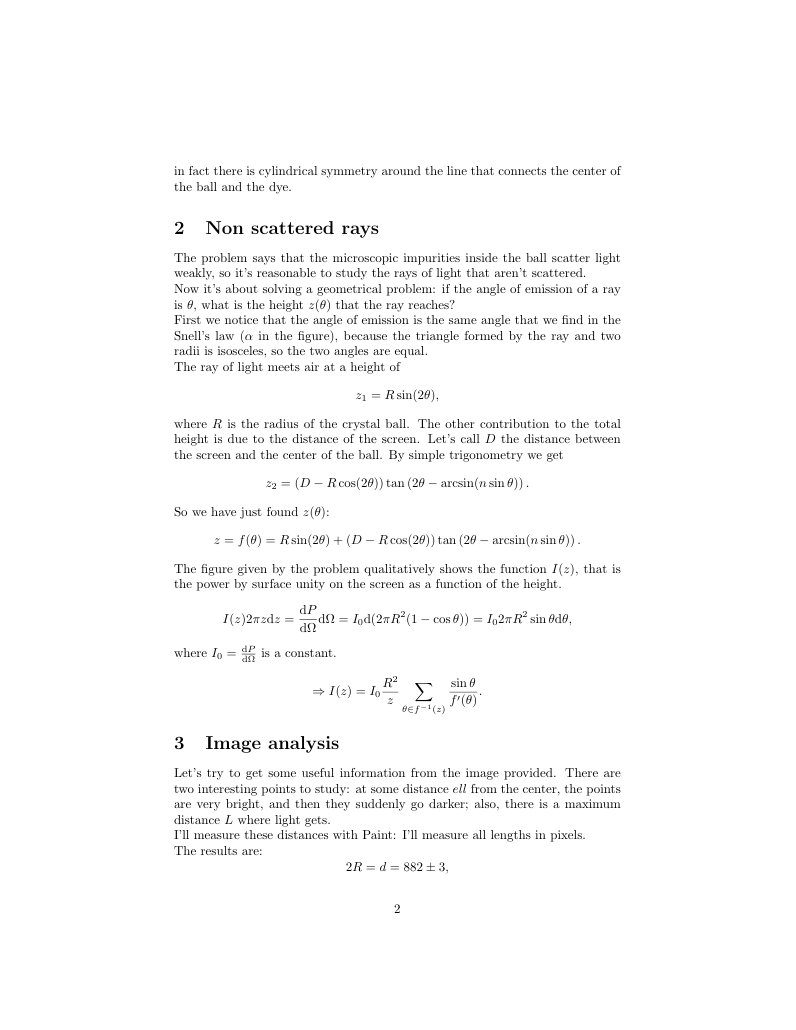 in fact there is cylindrical symmetry around the line that connects the center of
the ball and the dye.
2 Non scattered rays
The problem says that the microscopic impurities inside the ball scatter light
weakly, so it's reasonable to study the rays of light that aren't scattered.
Now it's about solving a geometrical problem: if the angle of emission of a ray
is θ, what is the height z(θ) that the ray reaches?
First we notice that the angle of emission is the same angle that we find in the
Snell's law (α in the figure), because the triangle formed by the ray and two
radii is isosceles, so the two angles are equal.
The ray of light meets air at a height of
z₁ = R sin(2θ),
where R is the radius of the crystal ball. The other contribution to the total
height is due to the distance of the screen. Let's call D the distance between
the screen and the center of the ball. By simple trigonometry we get
z₂ = (D − R cos(2θ)) tan (2θ − arcsin(n sin θ)) .
So we have just found z(θ):
z = f(θ) = R sin(2θ) + (D − R cos(2θ)) tan (2θ − arcsin(n sin θ)) .
The figure given by the problem qualitatively shows the function I(z), that is
the power by surface unity on the screen as a function of the height.
I(z)2πzdz = dP/dΩ dΩ = I₀d(2πR²(1 − cos θ)) = I₀2πR² sin θdθ,
where I₀ = dP/dΩ is a constant.
⇒ I(z) = I₀ R²/z ∑_{θ∈f⁻¹(z)} sin θ/f′(θ).
3 Image analysis
Let's try to get some useful information from the image provided. There are
two interesting points to study: at some distance ell from the center, the points
are very bright, and then they suddenly go darker; also, there is a maximum
distance L where light gets.
I'll measure these distances with Paint: I'll measure all lengths in pixels.
The results are:
2R = d = 882 ± 3,
2